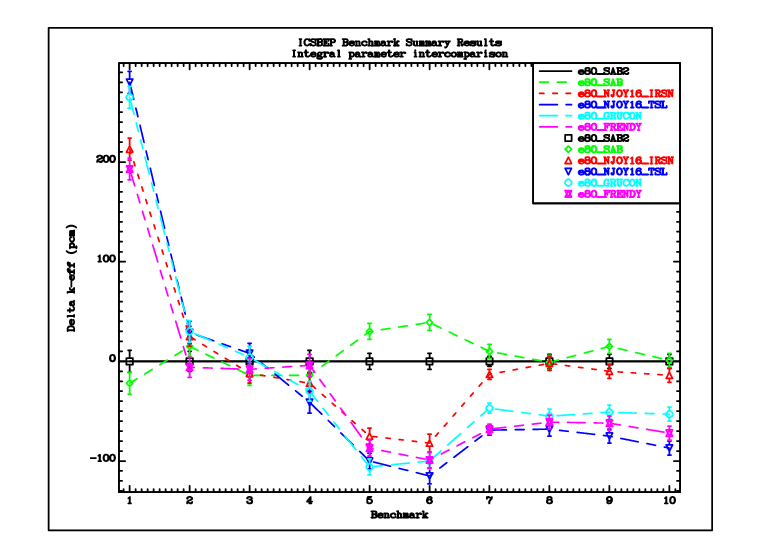 ICSBEP Benchmark Summary Results
Integral parameter intercomparison
e80_SAB2
e80_SAB
e80_NJOY16_IRSN
e80_NJOY16_TSL
e80_GRUCON
e80_FRENDY
e80_SAB2
e80_SAB
e80_NJOY16_IRSN
e80_NJOY16_TSL
e80_GRUCON
e80_FRENDY
200
100
0
-100
Delta k-eff (pcm)
1 2 3 4 5 6 7 8 9 10
Benchmark